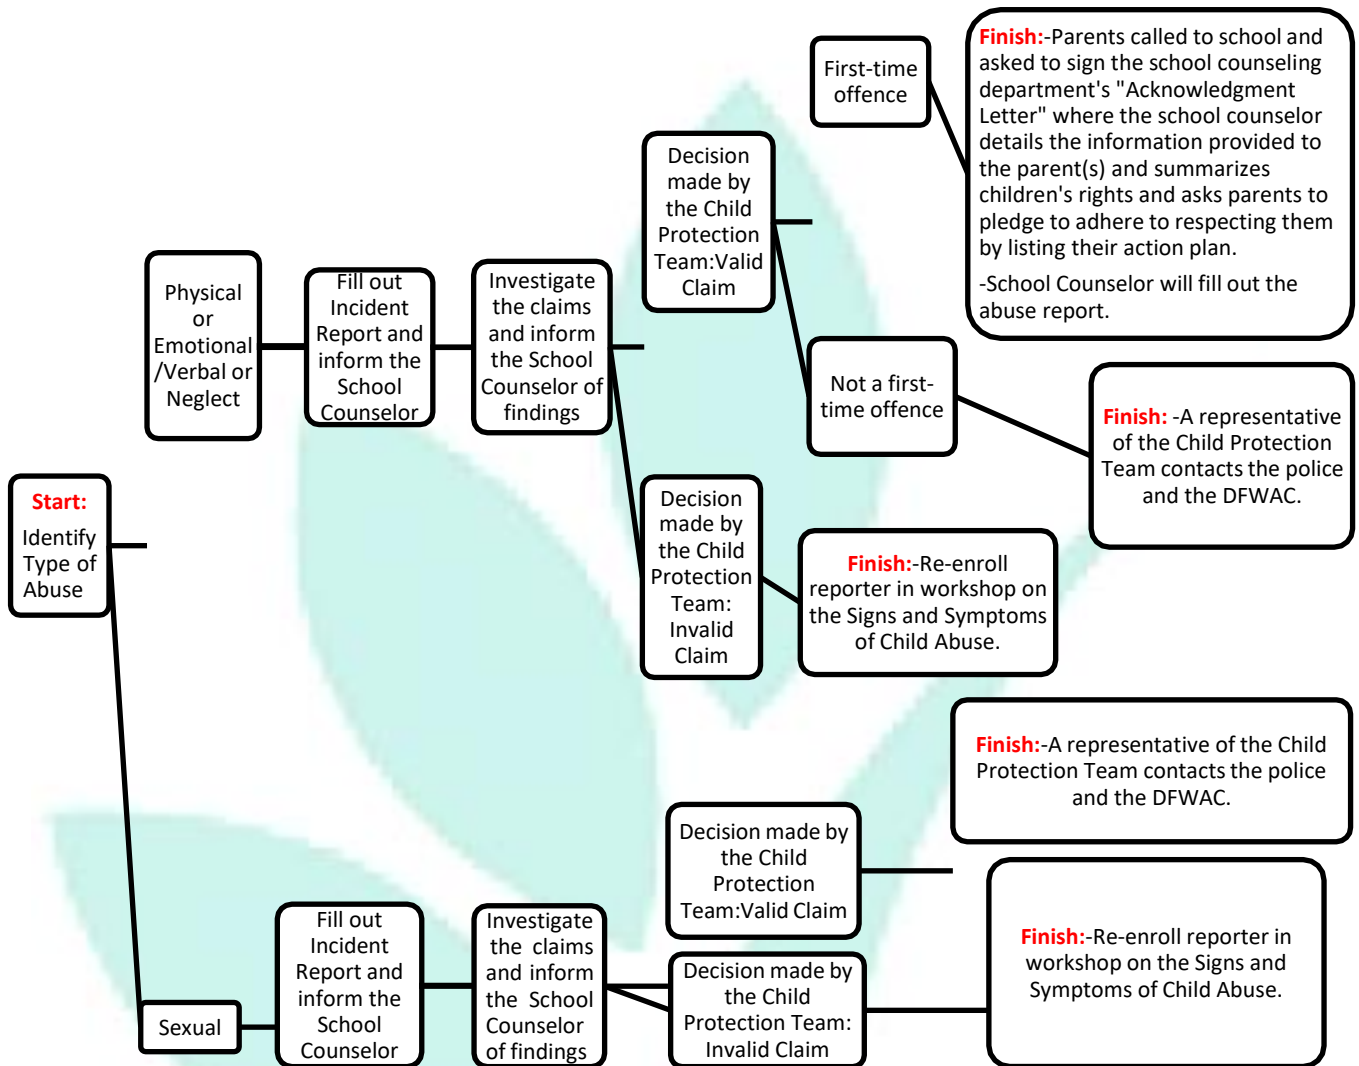 Start:
Identify
Type of
Abuse
Physical
or
Emotional
/Verbal or
Neglect
Fill out
Incident
Report and
inform the
School
Counselor
Investigate
the claims
and inform
the School
Counselor of
findings
Decision
made by
the Child
Protection
Team:Valid
Claim
First-time
offence
Finish:-Parents called to school and
asked to sign the school counseling
department's "Acknowledgment
Letter" where the school counselor
details the information provided to
the parent(s) and summarizes
children's rights and asks parents to
pledge to adhere to respecting them
by listing their action plan.
-School Counselor will fill out the
abuse report.
Not a first-
time offence
Finish: -A representative
of the Child Protection
Team contacts the police
and the DFWAC.
Decision
made by
the Child
Protection
Team:
Invalid
Claim
Finish:-Re-enroll
reporter in workshop on
the Signs and Symptoms
of Child Abuse.
Sexual
Fill out
Incident
Report and
inform the
School
Counselor
Investigate
the claims
and inform
the School
Counselor
of findings
Decision made by
the Child
Protection
Team:Valid Claim
Finish:-A representative of the Child
Protection Team contacts the police
and the DFWAC.
Decision made by
the Child
Protection Team:
Invalid Claim
Finish:-Re-enroll reporter in
workshop on the Signs and
Symptoms of Child Abuse.